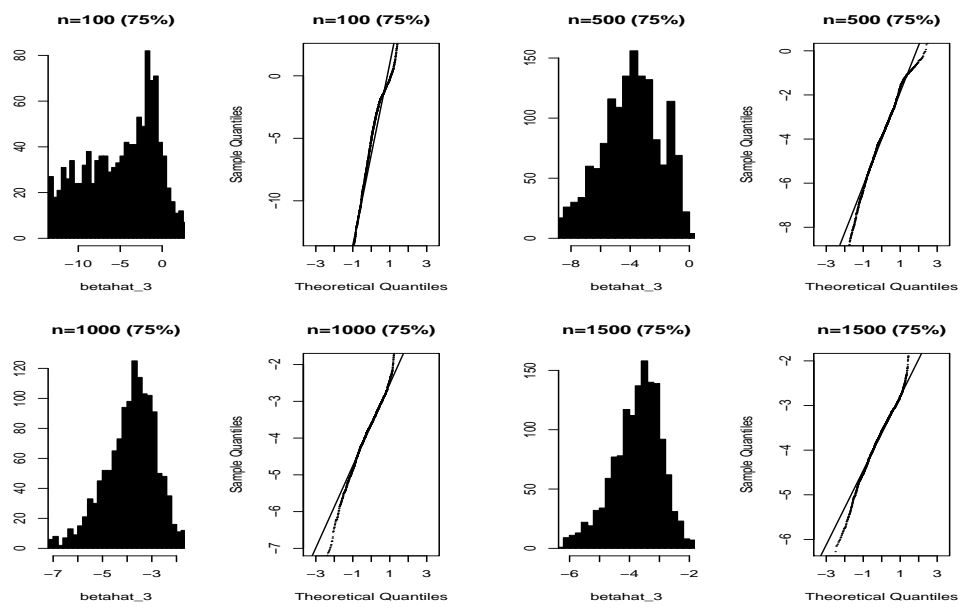 n=100 (75%)
n=100 (75%)
n=500 (75%)
n=500 (75%)
0 20 40 60 80
Sample Quantiles
−10 −5 0
0 50 100 150
Sample Quantiles
−8 −6 −4 −2 0
−10 −5 0
−3 −1 1 3
−8 −4 0
−3 −1 1 3
betahat_3
Theoretical Quantiles
betahat_3
Theoretical Quantiles
n=1000 (75%)
n=1000 (75%)
n=1500 (75%)
n=1500 (75%)
0 20 40 60 80 100 120
Sample Quantiles
−7 −6 −5 −4 −3 −2
0 50 100 150
Sample Quantiles
−6 −5 −4 −3 −2
−7 −5 −3
−3 −1 1 3
−6 −4 −2
−3 −1 1 3
betahat_3
Theoretical Quantiles
betahat_3
Theoretical Quantiles